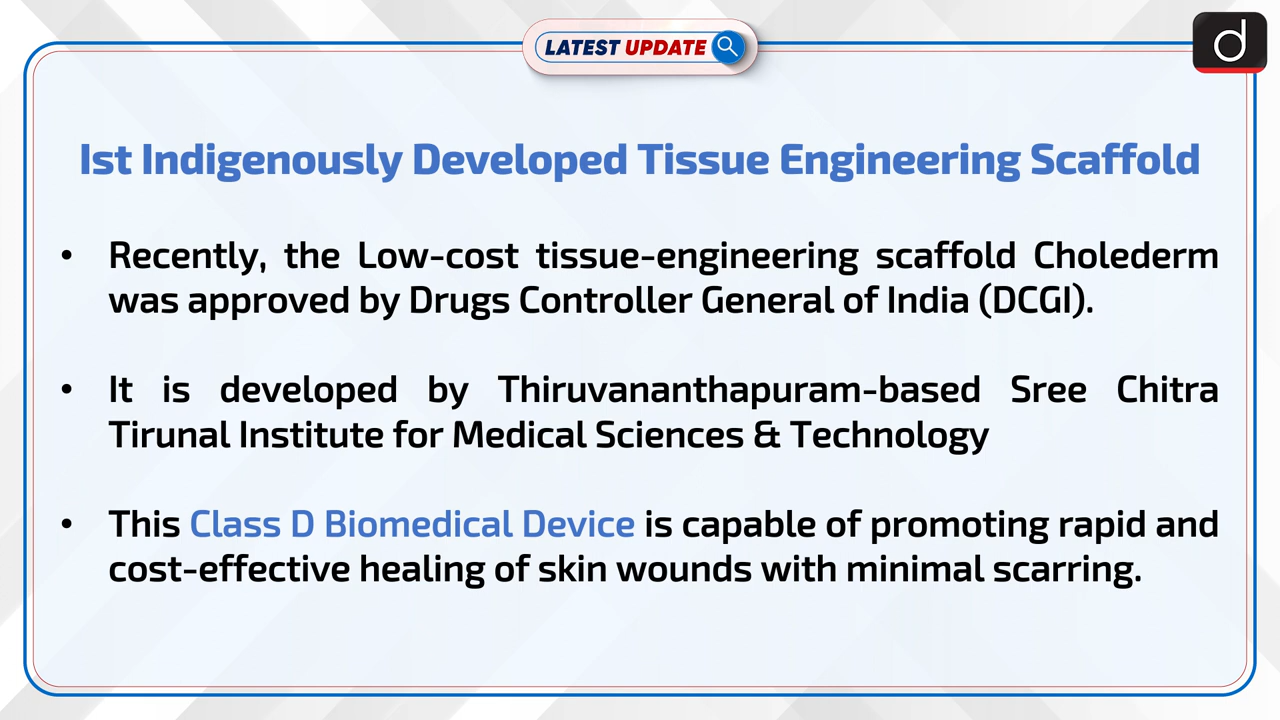 LATEST UPDATE
d
Ist Indigenously Developed Tissue Engineering Scaffold
• Recently, the Low-cost tissue-engineering scaffold Cholederm
was approved by Drugs Controller General of India (DCGI).
• It is developed by Thiruvananthapuram-based Sree Chitra
Tirunal Institute for Medical Sciences & Technology
• This Class D Biomedical Device is capable of promoting rapid and
cost-effective healing of skin wounds with minimal scarring.